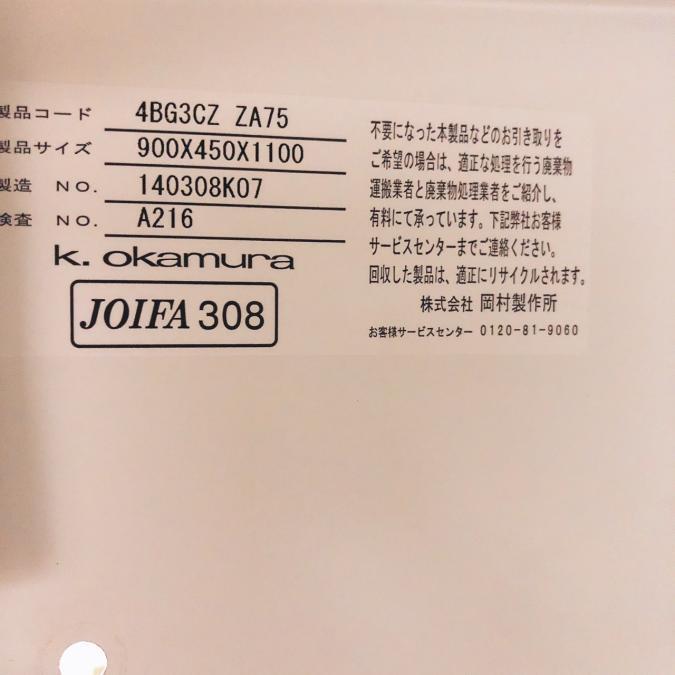 製品コード 4BG3CZ ZA75
製品サイズ 900X450X1100
製造 NO. 140308K07
検査 NO. A216
k. okamura
JOIFA 308
不要になった本製品などのお引き取りを
ご希望の場合は、適正な処理を行う廃棄物
運搬業者と廃棄物処理業者をご紹介し、
有料にて承っています。下記弊社お客様
サービスセンターまでご連絡ください。
回収した製品は、適正にリサイクルされます。
株式会社 岡村製作所
お客様サービスセンター 0120-81-9060